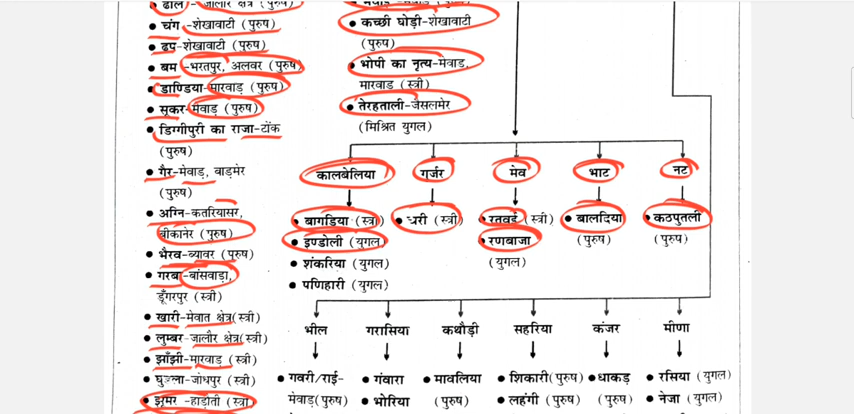 ढोल-जालौर क्षेत्र (पुरुष)
• चंग-शेखावाटी (पुरुष)
• ढप-शेखावाटी (पुरुष)
• बम-भरतपुर, अलवर (पुरुष)
• डाण्डिया-मारवाड़ (पुरुष)
• सूकर-मेवाड़ (पुरुष)
• डिग्गीपुरी का राजा-टोंक
(पुरुष)
• गैर-मेवाड़, बाड़मेर
(पुरुष)
• अग्नि-कतरियासर,
बीकानेर (पुरुष)
• भैरव-ब्यावर (पुरुष)
• गरबा-बांसवाड़ा,
डूँगरपुर (स्त्री)
• खारी-मेवात क्षेत्र(स्त्री)
• लुम्बर-जालौर क्षेत्र(स्त्री)
• झाँझी-मारवाड़ (स्त्री)
• घुड़ला-जोधपुर (स्त्री)
• झूमर -हाड़ौती (स्त्री)
• कच्छी घोड़ी-शेखावाटी
(पुरुष)
• भोपी का नृत्य-मेवाड़,
मारवाड़ (स्त्री)
• तेरहताली-जैसलमेर
(मिश्रित युगल)
कालबेलिया गर्जर मेव भाट नट
• बागडिया (स्त्री)
• इण्डोली (युगल)
• शंकरिया (युगल)
• पणिहारी (युगल)
• चरी (स्त्री)
• रतवई (स्त्री)
• रणबाजा
(युगल)
• बालदिया
(पुरुष)
• कठपुतली
(पुरुष)
भील गरासिया कथौड़ी सहरिया कंजर मीणा
• गवरी/राई-
मेवाड़(पुरुष)
• गंवारा
• भोरिया
• मावलिया
(पुरुष)
• शिकारी(पुरुष)
• लहंगी (पुरुष)
• धाकड़
(पुरुष)
• रसिया (युगल)
• नेजा (युगल)